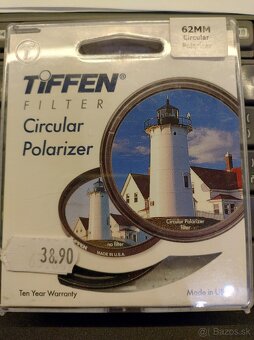 TIFFEN®
FILTER
Circular
Polarizer
62MM
Circular
Polarizer
no filter
MADE IN U.S.A.
Circular Polarizer
filter
38.90
Ten Year Warranty
Made in
© Bazos.sk user